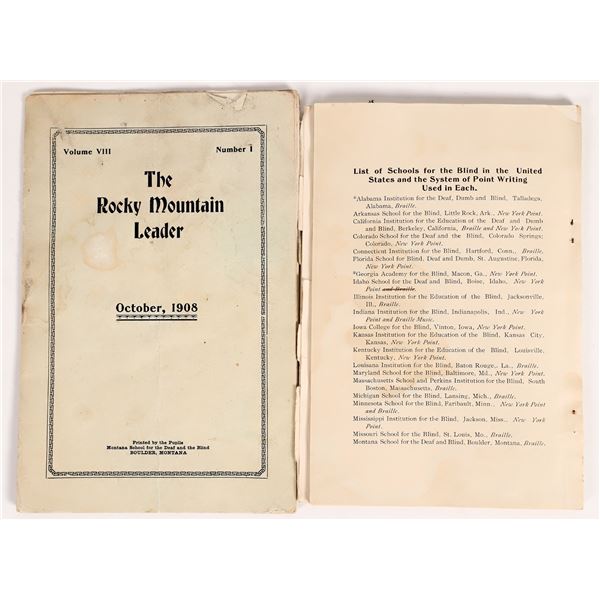 Volume VIII Number 1
The
Rocky Mountain
Leader
October, 1908
Printed by the Pupils
Montana School for the Deaf and the Blind
BOULDER, MONTANA
List of Schools for the Blind in the United
States and the System of Point Writing
Used in Each.
*Alabama Institution for the Deaf, Dumb and Blind, Talladega,
Alabama, Braille.
Arkansas School for the Blind, Little Rock, Ark., New York Point.
California Institution for the Education of the Deaf and Dumb
and Blind, Berkeley, California, Braille and New York Point.
Colorado School for the Deaf and the Blind, Colorado Springs;
Colorado, New York Point.
Connecticut Institution for the Blind, Hartford, Conn., Braille.
Florida School for Blind, Deaf and Dumb, St. Augustine, Florida,
New York Point.
*Georgia Academy for the Blind, Macon, Ga., New York Point.
Idaho School for the Deaf and Blind, Boise, Idaho, New York
Point and Braille.
Illinois Institution for the Education of the Blind, Jacksonville,
Ill., Braille.
Indiana Institution for the Blind, Indianapolis, Ind., New York
Point and Braille Music.
Iowa College for the Blind, Vinton, Iowa, New York Point.
Kansas Institution for the Education of the Blind, Kansas City,
Kansas, New York Point.
Kentucky Institution for the Education of the Blind, Louisville,
Kentucky, New York Point.
Louisiana Institution for the Blind, Baton Rouge, La., Braille.
Maryland School for the Blind, Baltimore, Md., New York Point.
Massachusetts School and Perkins Institution for the Blind, South
Boston, Massachusetts, Braille.
Michigan School for the Blind, Lansing, Mich., Braille.
Minnesota School for the Blind, Faribault, Minn., New York Point
and Braille.
Mississippi Institution for the Blind, Jackson, Miss., New York
Point.
Missouri School for the Blind, St. Louis, Mo., Braille.
Montana School for the Deaf and Blind, Boulder, Montana, Braille.